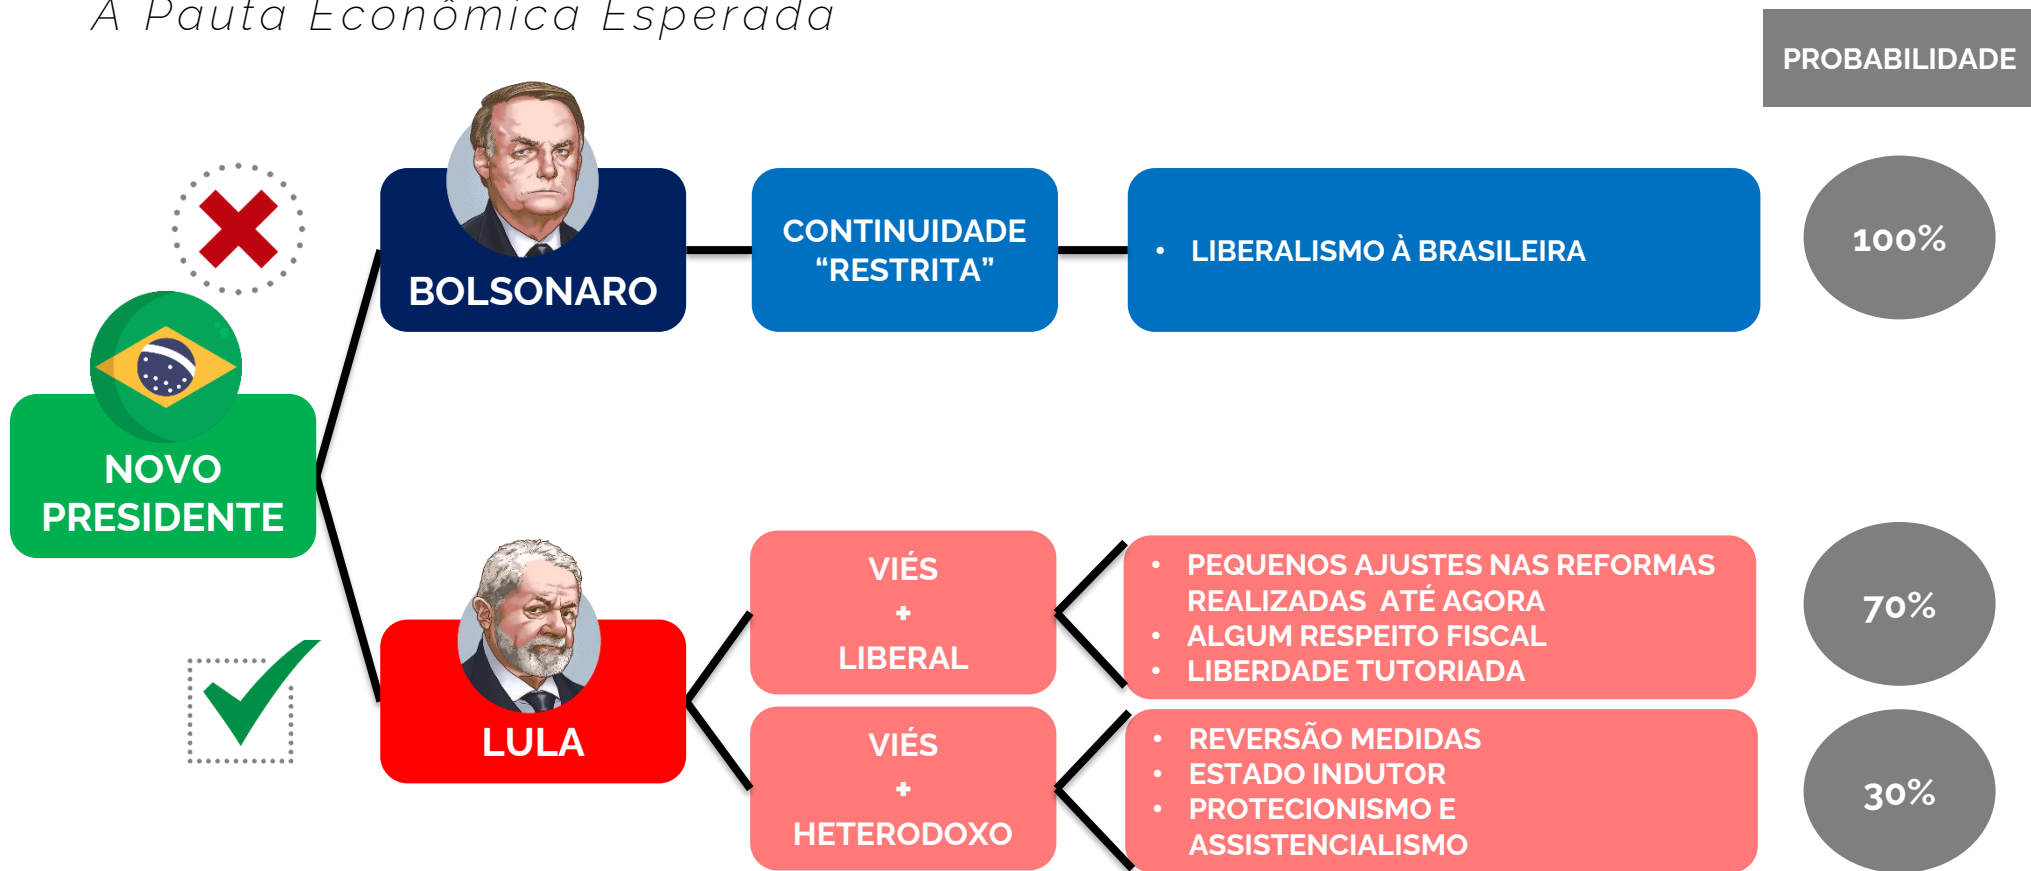 A Pauta Econômica Esperada
PROBABILIDADE
BOLSONARO
CONTINUIDADE
“RESTRITA”
• LIBERALISMO À BRASILEIRA
100%
NOVO
PRESIDENTE
LULA
VIÉS
+
LIBERAL
• PEQUENOS AJUSTES NAS REFORMAS
REALIZADAS ATÉ AGORA
• ALGUM RESPEITO FISCAL
• LIBERDADE TUTORIADA
70%
VIÉS
+
HETERODOXO
• REVERSÃO MEDIDAS
• ESTADO INDUTOR
• PROTECIONISMO E
ASSISTENCIALISMO
30%